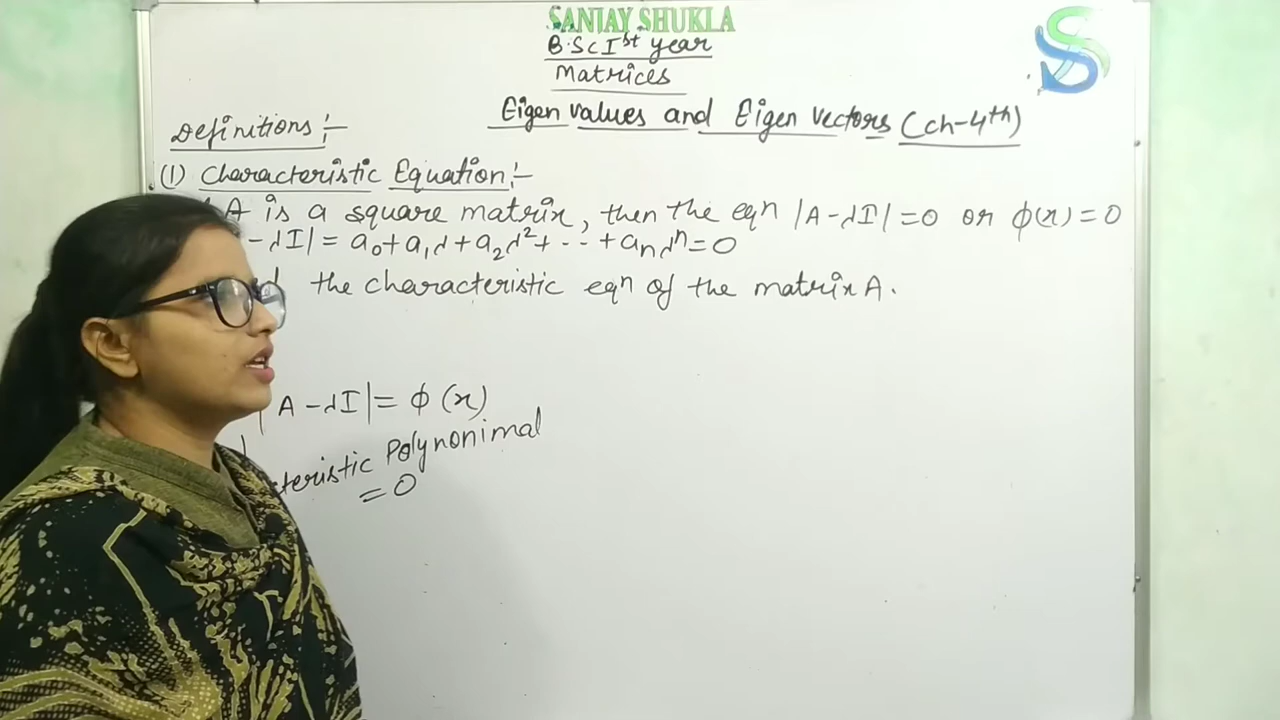 SANJAY SHUKLA
B.Sc Ist year
Matrices
Eigen values and Eigen vectors (ch-4th)
Definitions:-
(1) Characteristic Equation:-
A is a square matrix, then the eqn |A-λI|=0 or ϕ(x)=0
-λI|= a₀+a₁λ+a₂λ²+ --- +aₙλⁿ=0
the characteristic eqn of the matrix A.
|A-λI|= ϕ(x)
teristic Polynonimal
=0